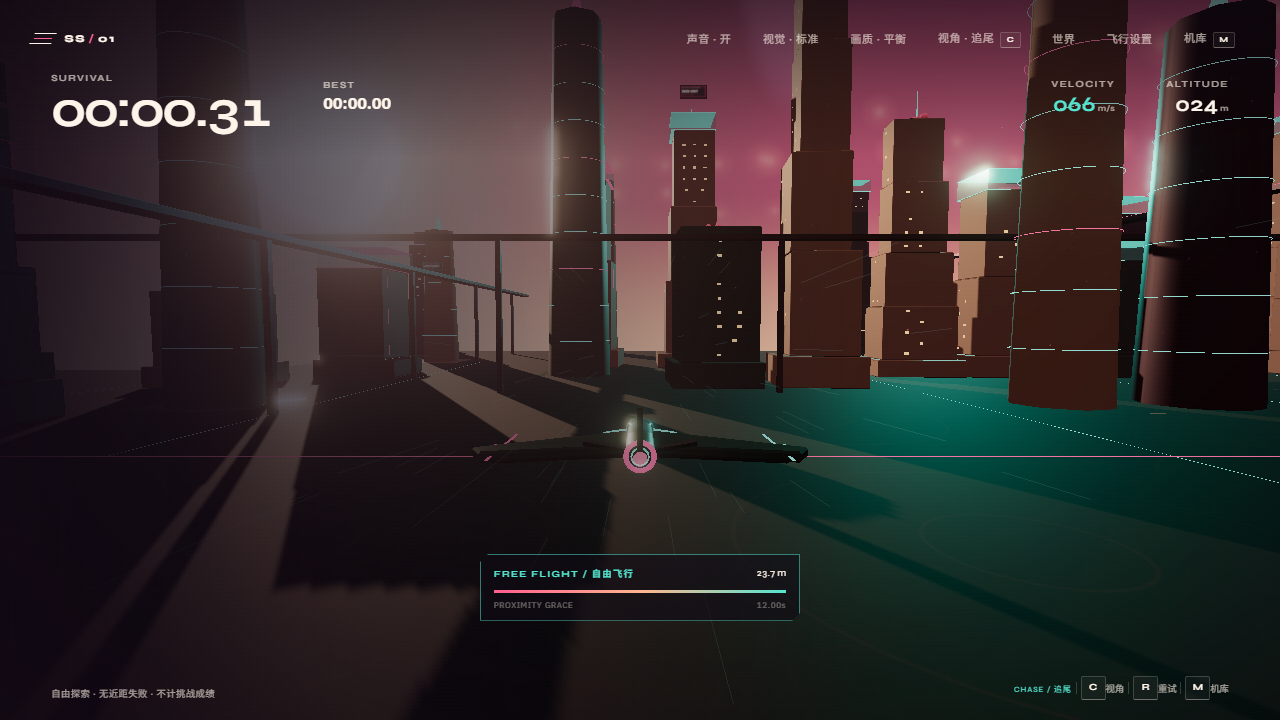 SS / 01
声音 · 开
视觉 · 标准
画质 · 平衡
视角 · 追尾 C
世界
飞行设置
机库 M
SURVIVAL
00:00.31
BEST
00:00.00
VELOCITY
066 m/s
ALTITUDE
024 m
FREE FLIGHT / 自由飞行
23.7 m
PROXIMITY GRACE
12.00s
自由探索 · 无近距失败 · 不计挑战成绩
CHASE / 追尾
C 视角
R 重试
M 机库